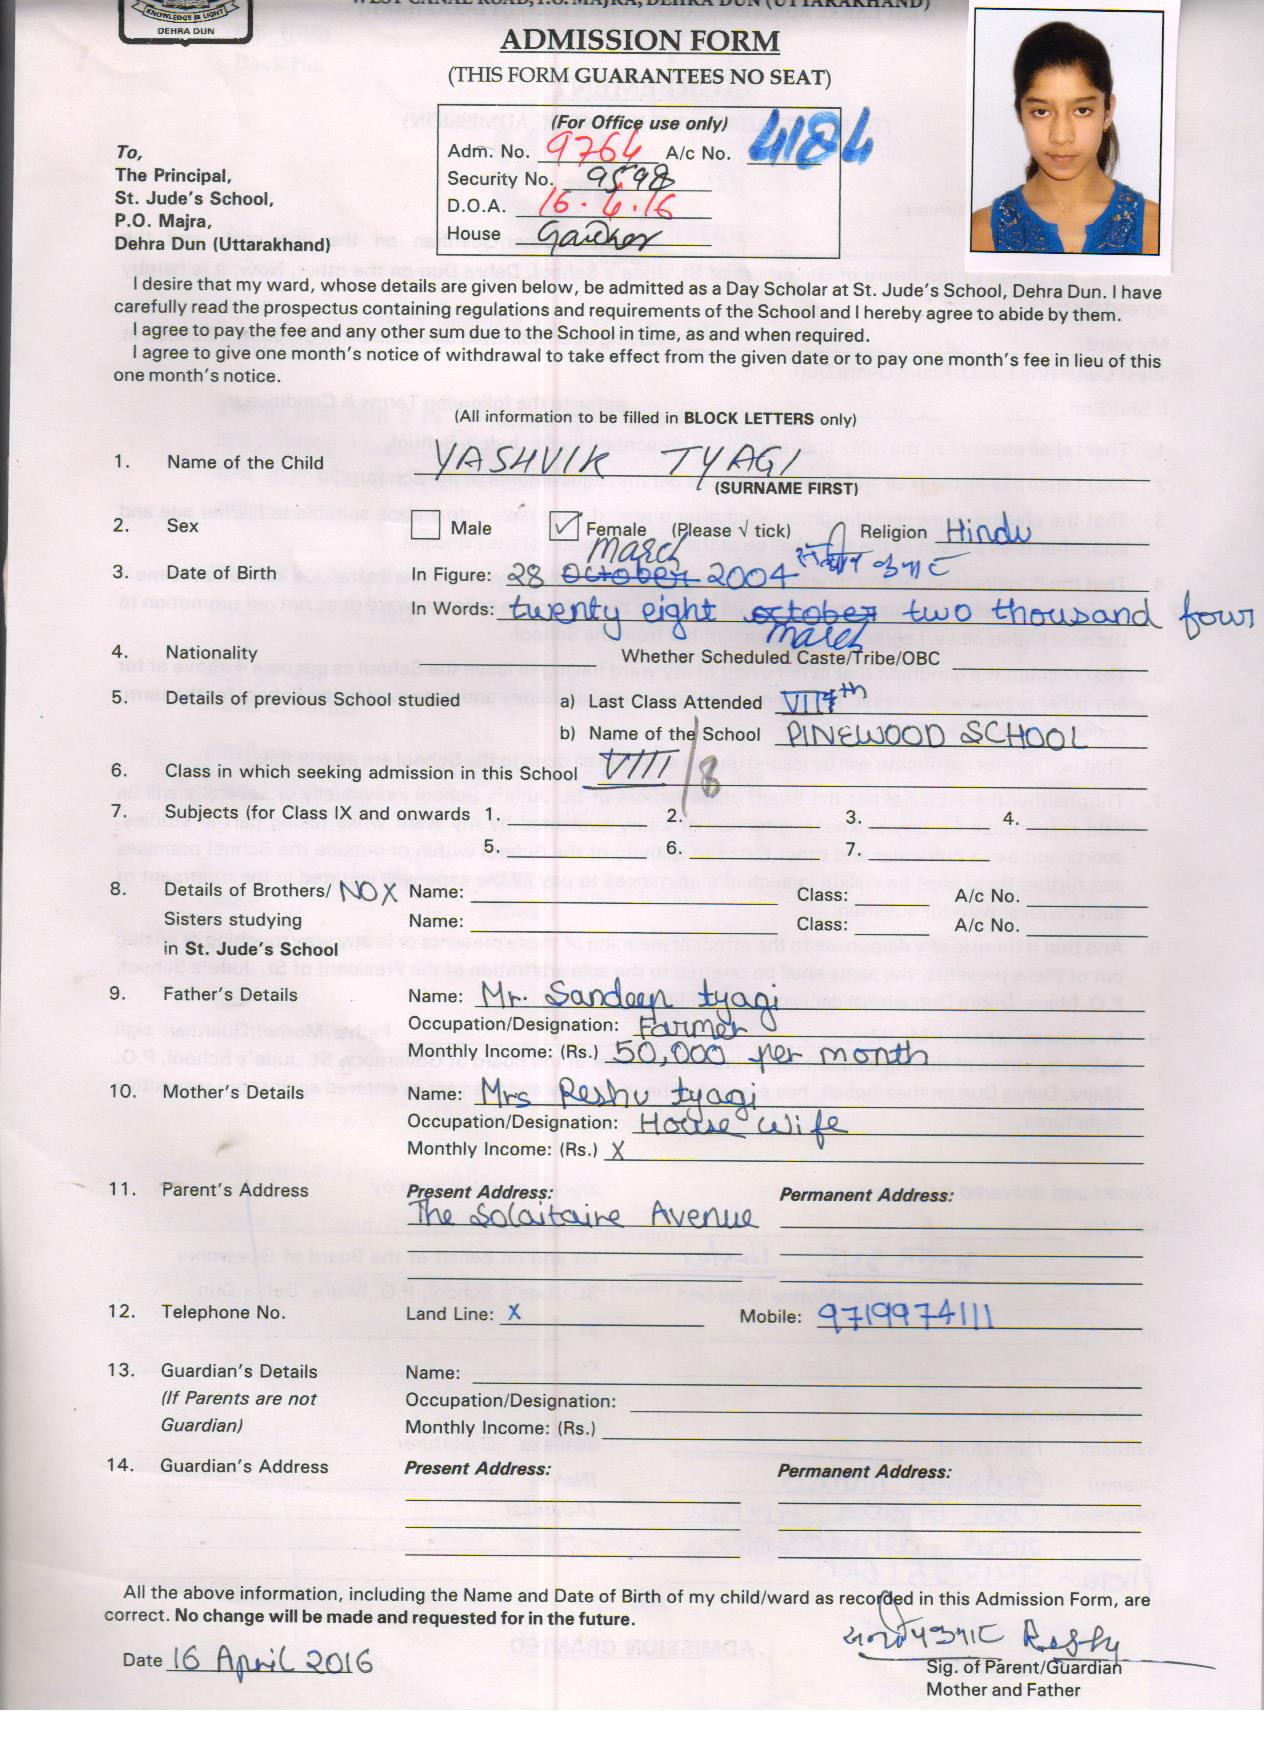 KNOWLEDGE IS LIGHT
DEHRA DUN
WEST CANAL ROAD, P.O. MAJRA, DEHRA DUN (UTTARAKHAND)
ADMISSION FORM
(THIS FORM GUARANTEES NO SEAT)
(For Office use only)
Adm. No. 9764 A/c No. 4184
Security No. 9598
D.O.A. 16.4.16
House
To,
The Principal,
St. Jude's School,
P.O. Majra,
Dehra Dun (Uttarakhand)
I desire that my ward, whose details are given below, be admitted as a Day Scholar at St. Jude's School, Dehra Dun. I have
carefully read the prospectus containing regulations and requirements of the School and I hereby agree to abide by them.
I agree to pay the fee and any other sum due to the School in time, as and when required.
I agree to give one month's notice of withdrawal to take effect from the given date or to pay one month's fee in lieu of this
one month's notice.
(All information to be filled in BLOCK LETTERS only)
1. Name of the Child YASHVIK TYAGI
(SURNAME FIRST)
2. Sex Male ✓ Female (Please √ tick) Religion Hindu
march
3. Date of Birth In Figure: 28 october 2004
In Words: twenty eight october two thousand four
march
4. Nationality Whether Scheduled Caste/Tribe/OBC
5. Details of previous School studied a) Last Class Attended VII th
b) Name of the School PINEWOOD SCHOOL
6. Class in which seeking admission in this School VIII / 8
7. Subjects (for Class IX and onwards 1. 2. 3. 4.
5. 6. 7.
8. Details of Brothers/ NO X Name: Class: A/c No.
Sisters studying Name: Class: A/c No.
in St. Jude's School
9. Father's Details Name: Mr. Sandeep tyagi
Occupation/Designation: Farmer
Monthly Income: (Rs.) 50,000 per month
10. Mother's Details Name: Mrs Reshu tyagi
Occupation/Designation: House wife
Monthly Income: (Rs.) X
11. Parent's Address Present Address: Permanent Address:
The Solaitaire Avenue
12. Telephone No. Land Line: X Mobile: 9719974111
13. Guardian's Details Name:
(If Parents are not Occupation/Designation:
Guardian) Monthly Income: (Rs.)
14. Guardian's Address Present Address: Permanent Address:
All the above information, including the Name and Date of Birth of my child/ward as recorded in this Admission Form, are
correct. No change will be made and requested for in the future.
Reshu
Date 16 April 2016
Sig. of Parent/Guardian
Mother and Father